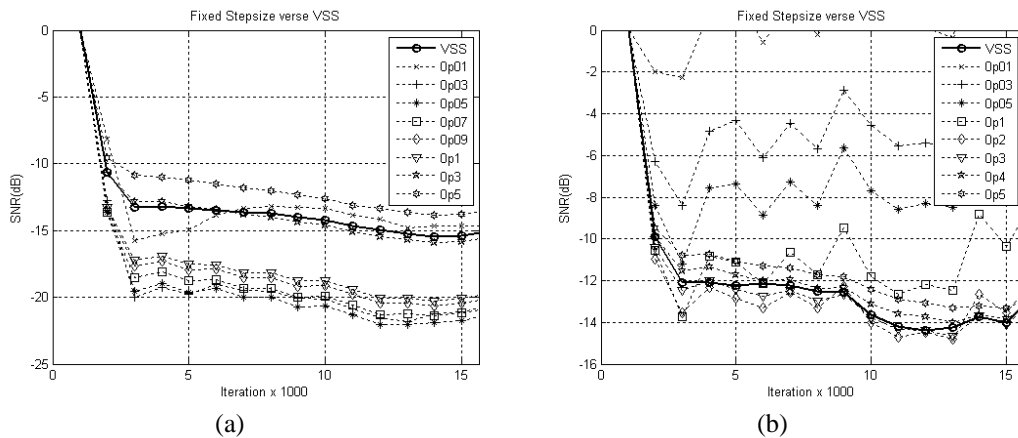 Fixed Stepsize verse VSS
0
-5
-10
-15
-20
-25
SNR(dB)
0
5
10
15
Iteration x 1000
VSS
0p01
0p03
0p05
0p07
0p09
0p1
0p3
0p5
(a)
Fixed Stepsize verse VSS
0
-2
-4
-6
-8
-10
-12
-14
-16
SNR(dB)
0
5
10
15
Iteration x 1000
VSS
0p01
0p03
0p05
0p1
0p2
0p3
0p4
0p5
(b)